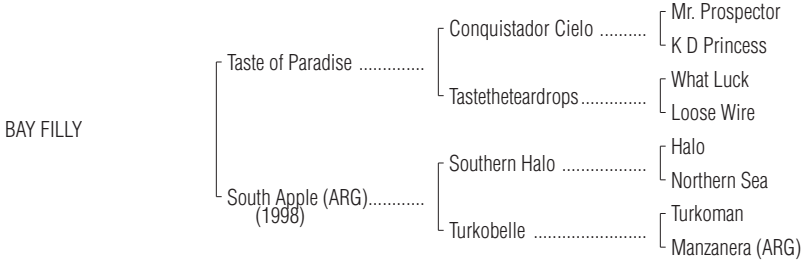 Mr. Prospector
Conquistador Cielo ..........
K D Princess
Taste of Paradise ..............
What Luck
Tastetheteardrops..............
Loose Wire
BAY FILLY
Halo
Southern Halo ..................
Northern Sea
South Apple (ARG)............
(1998)
Turkoman
Turkobelle ........................
Manzanera (ARG)